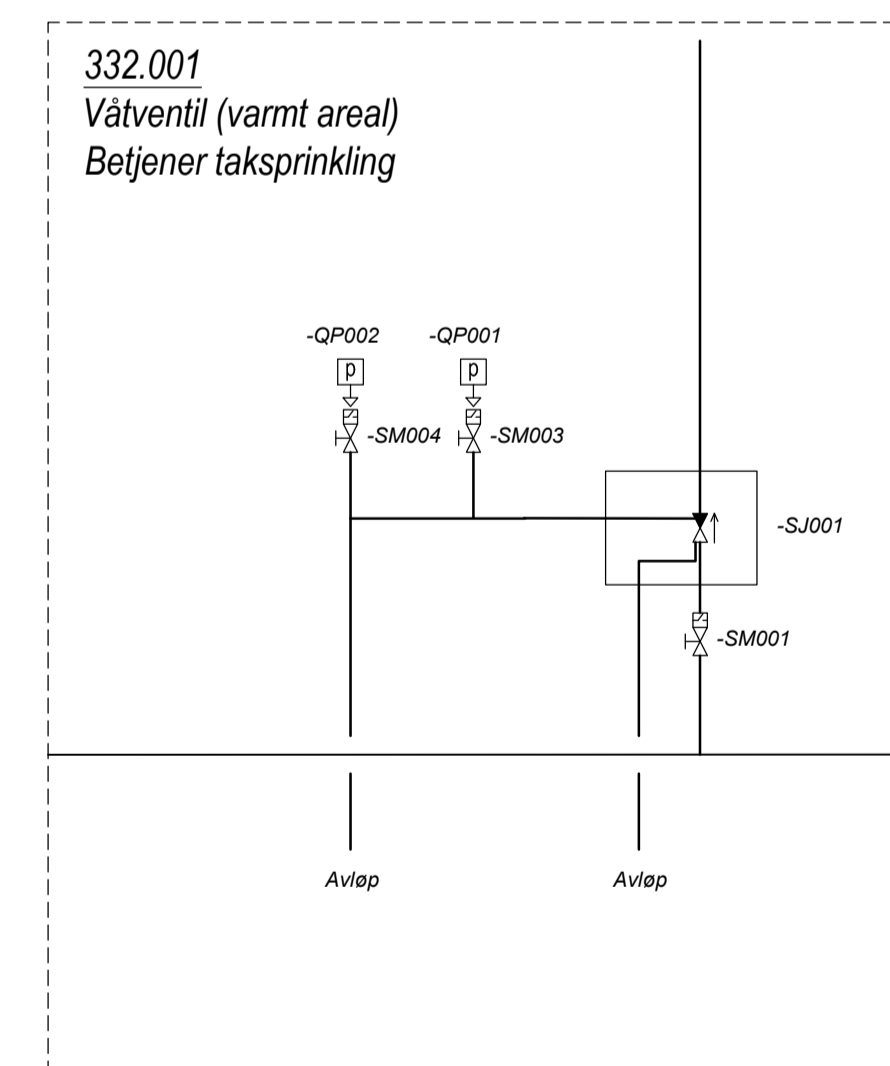 332.001
Våtventil (varmt areal)
Betjener taksprinkling
-QP002 -QP001
p p
-SM004 -SM003
-SJ001
-SM001
Avløp Avløp